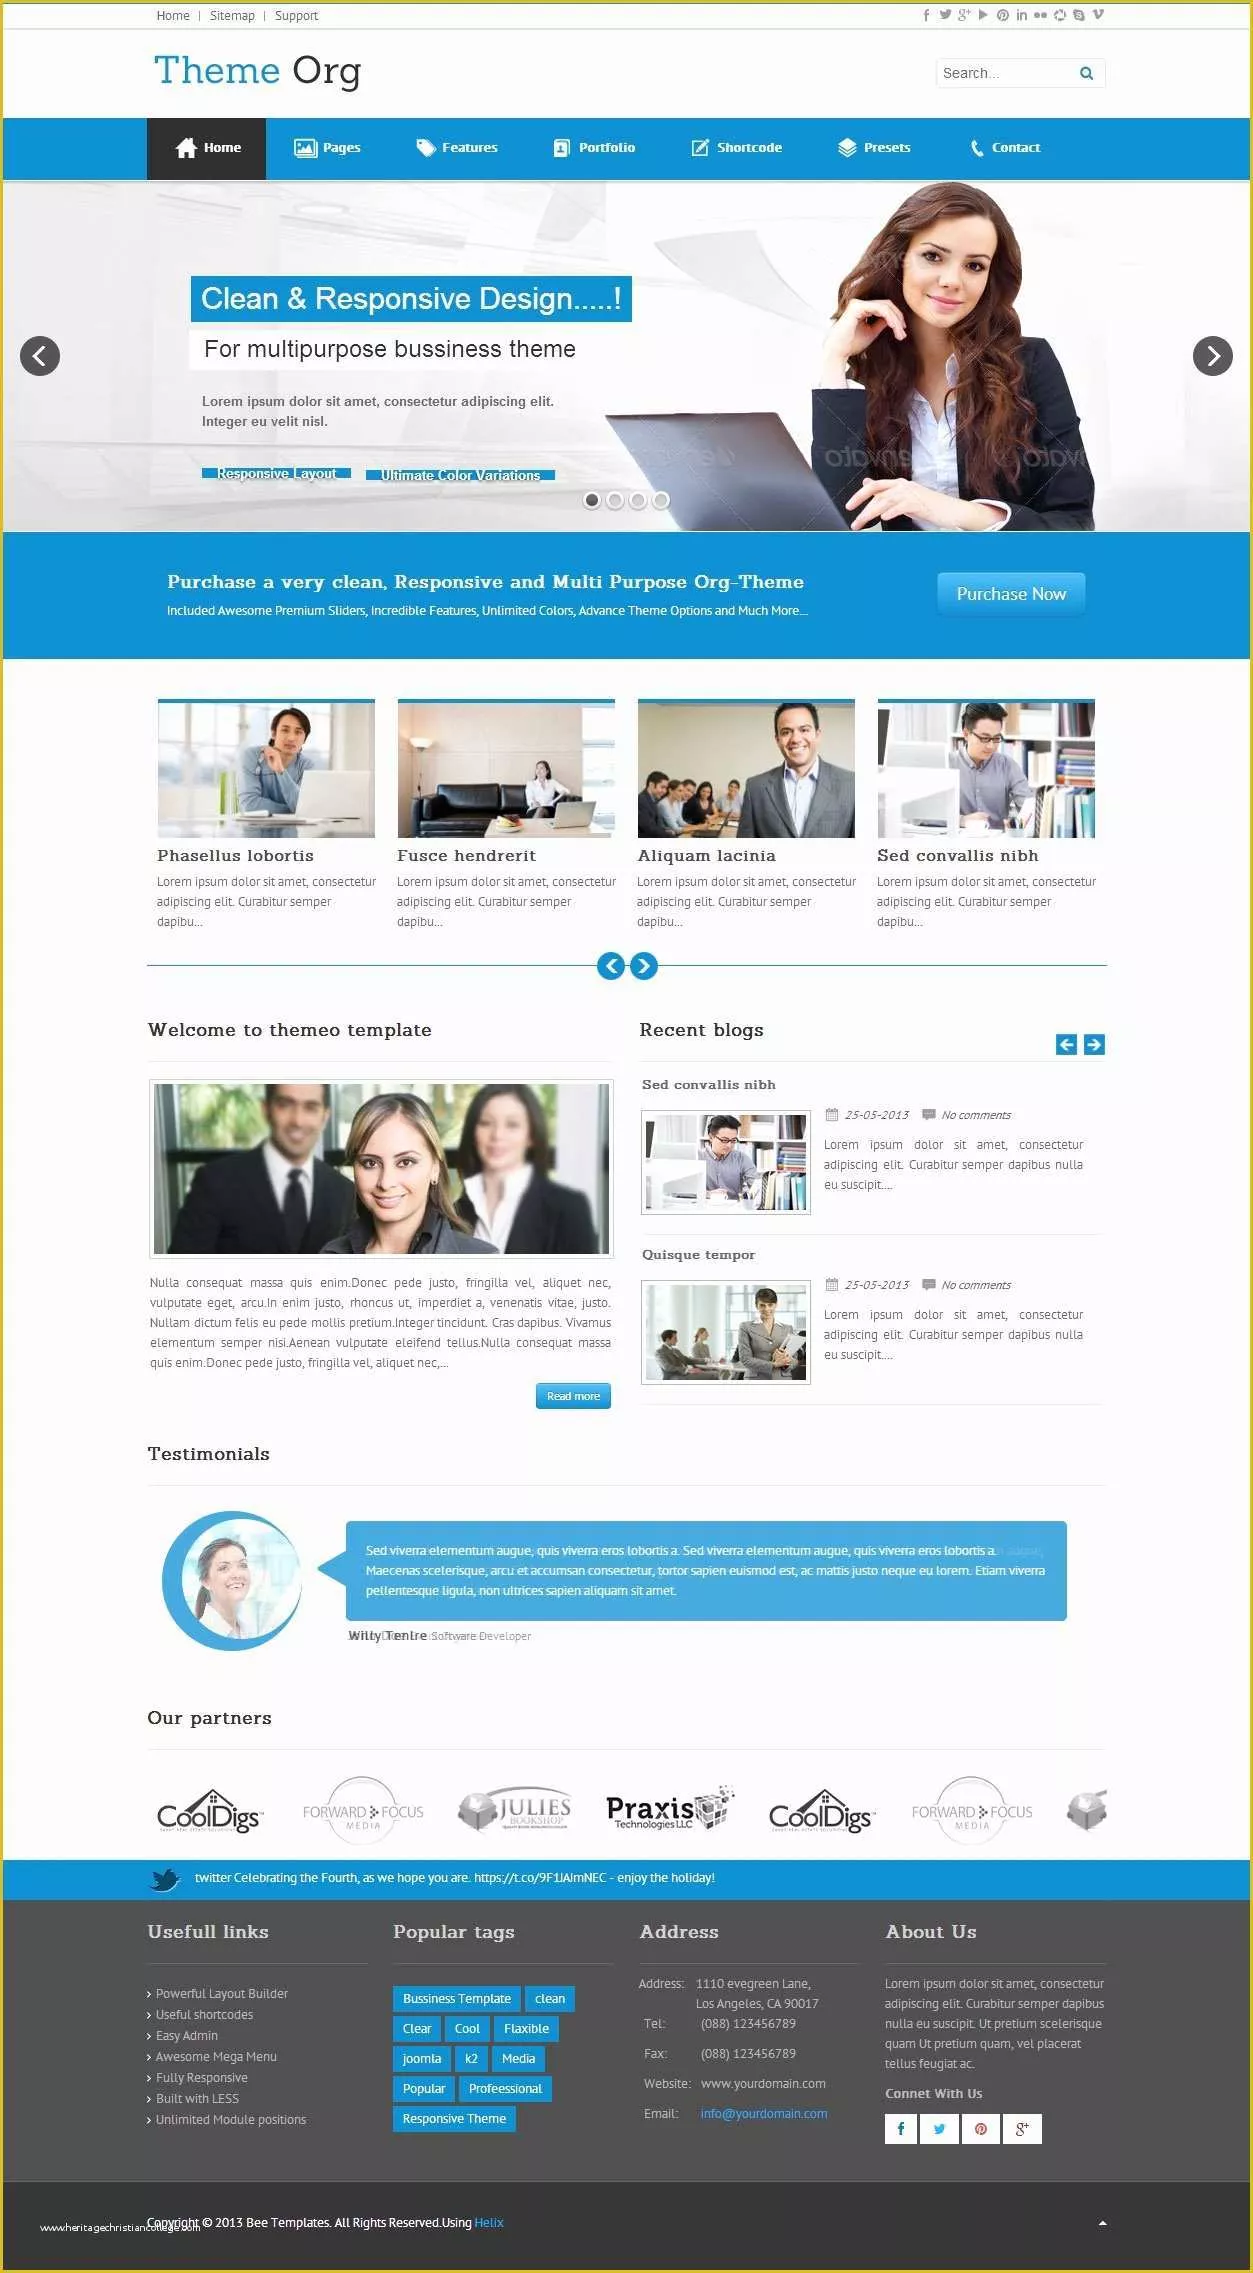 Home | Sitemap | Support
Theme Org
Search...
Home
Pages
Features
Portfolio
Shortcode
Presets
Contact
Clean & Responsive Design.....!
For multipurpose bussiness theme
Lorem ipsum dolor sit amet, consectetur adipiscing elit.
Integer eu velit nisl.
Responsive Layout
Ultimate Color Variations
Purchase a very clean, Responsive and Multi Purpose Org-Theme
Included Awesome Premium Sliders, Incredible Features, Unlimited Colors, Advance Theme Options and Much More...
Purchase Now
Phasellus lobortis
Lorem ipsum dolor sit amet, consectetur
adipiscing elit. Curabitur semper
dapibu...
Fusce hendrerit
Lorem ipsum dolor sit amet, consectetur
adipiscing elit. Curabitur semper
dapibu...
Aliquam lacinia
Lorem ipsum dolor sit amet, consectetur
adipiscing elit. Curabitur semper
dapibu...
Sed convallis nibh
Lorem ipsum dolor sit amet, consectetur
adipiscing elit. Curabitur semper
dapibu...
Welcome to themeo template
Nulla consequat massa quis enim.Donec pede justo, fringilla vel, aliquet nec,
vulputate eget, arcu.In enim justo, rhoncus ut, imperdiet a, venenatis vitae, justo.
Nullam dictum felis eu pede mollis pretium.Integer tincidunt. Cras dapibus. Vivamus
elementum semper nisi.Aenean vulputate eleifend tellus.Nulla consequat massa
quis enim.Donec pede justo, fringilla vel, aliquet nec,...
Read more
Recent blogs
Sed convallis nibh
25-05-2013 No comments
Lorem ipsum dolor sit amet, consectetur
adipiscing elit. Curabitur semper dapibus nulla
eu suscipit....
Quisque tempor
25-05-2013 No comments
Lorem ipsum dolor sit amet, consectetur
adipiscing elit. Curabitur semper dapibus nulla
eu suscipit....
Testimonials
Sed viverra elementum augue, quis viverra eros lobortis a. Sed viverra elementum augue, quis viverra eros lobortis a.
Maecenas scelerisque, arcu et accumsan consectetur, tortor sapien euismod est, ac mattis justo neque eu lorem. Etiam viverra
pellentesque ligula, non ultrices sapien aliquam sit amet.
Software Developer
Our partners
CoolDigs
FORWARD FOCUS
MEDIA
JULIES
BOOKSHOP
Praxis
Technologies LLC
CoolDigs
FORWARD FOCUS
MEDIA
twitter Celebrating the Fourth, as we hope you are. https://t.co/9F1JAImNEC - enjoy the holiday!
Usefull links
Powerful Layout Builder
Useful shortcodes
Easy Admin
Awesome Mega Menu
Fully Responsive
Built with LESS
Unlimited Module positions
Popular tags
Bussiness Template
clean
Clear
Cool
Flaxible
joomla
k2
Media
Popular
Profeessional
Responsive Theme
Address
Address: 1110 evegreen Lane,
Los Angeles, CA 90017
Tel: (088) 123456789
Fax: (088) 123456789
Website: www.yourdomain.com
Email: info@yourdomain.com
About Us
Lorem ipsum dolor sit amet, consectetur
adipiscing elit. Curabitur semper dapibus
nulla eu suscipit. Ut pretium scelerisque
quam Ut pretium quam, vel placerat
tellus feugiat ac.
Connet With Us
Copyright © 2013 Bee Templates. All Rights Reserved.Using Helix
www.heritagechristiancollege.com